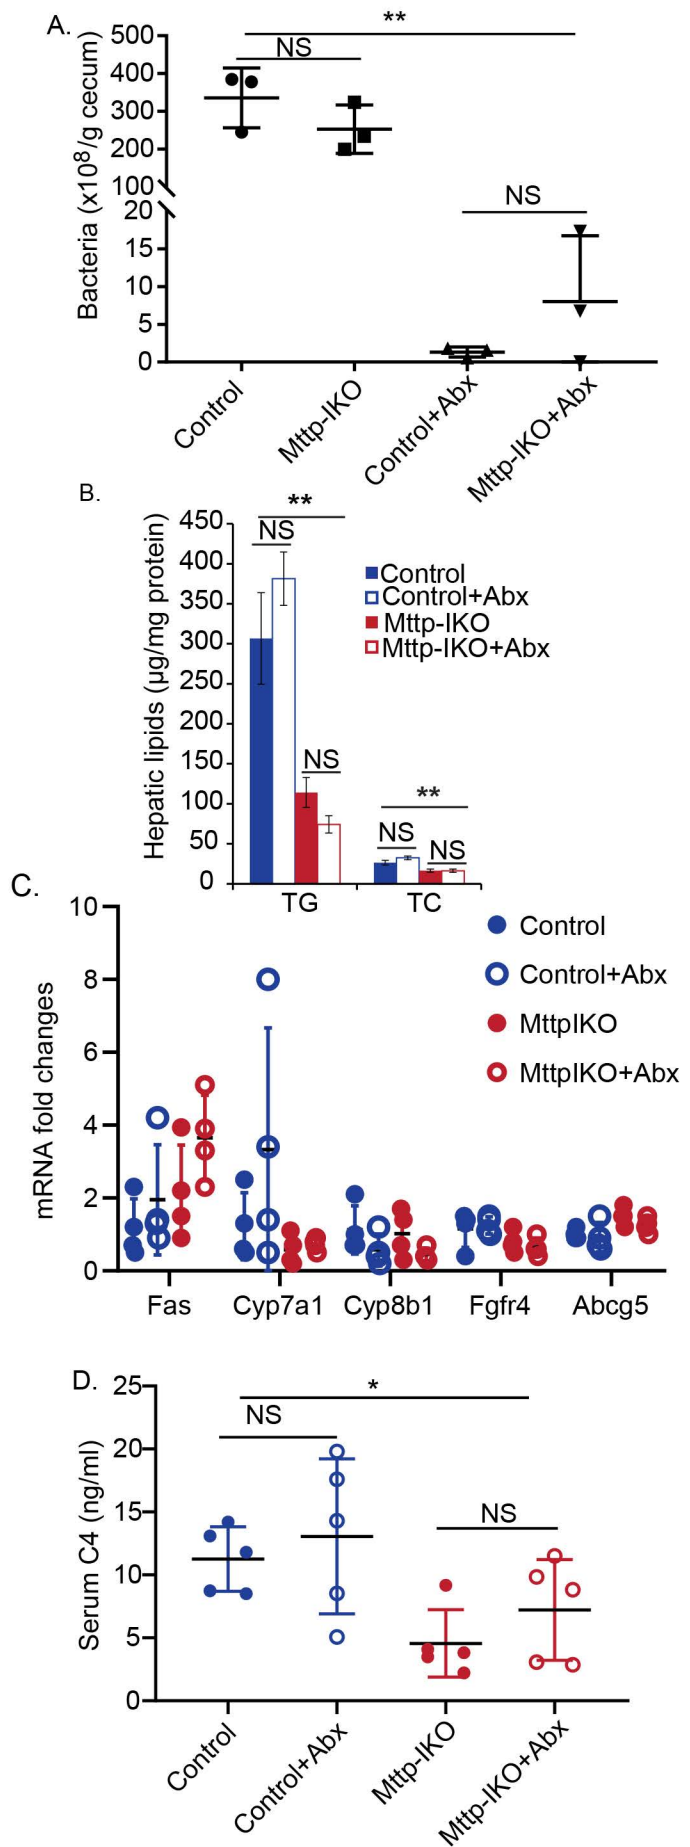 A.
**
NS
NS
Bacteria (x10⁸/g cecum)
500
400
300
200
100
20
15
10
5
0
Control
Mttp-IKO
Control+Abx
Mttp-IKO+Abx
B.
**
NS
NS
**
NS
NS
Hepatic lipids (µg/mg protein)
450
400
350
300
250
200
150
100
50
0
Control
Control+Abx
Mttp-IKO
Mttp-IKO+Abx
TG
TC
C.
mRNA fold changes
10
8
6
4
2
0
Control
Control+Abx
MttpIKO
MttpIKO+Abx
Fas
Cyp7a1
Cyp8b1
Fgfr4
Abcg5
D.
*
NS
NS
Serum C4 (ng/ml)
25
20
15
10
5
0
Control
Control+Abx
Mttp-IKO
Mttp-IKO+Abx